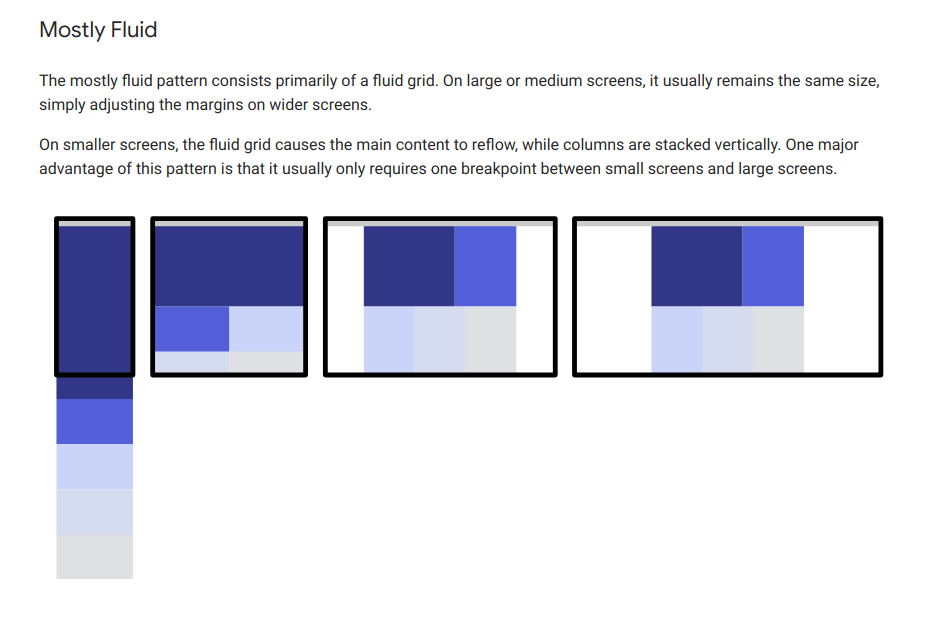 Mostly Fluid
The mostly fluid pattern consists primarily of a fluid grid. On large or medium screens, it usually remains the same size,
simply adjusting the margins on wider screens.
On smaller screens, the fluid grid causes the main content to reflow, while columns are stacked vertically. One major
advantage of this pattern is that it usually only requires one breakpoint between small screens and large screens.